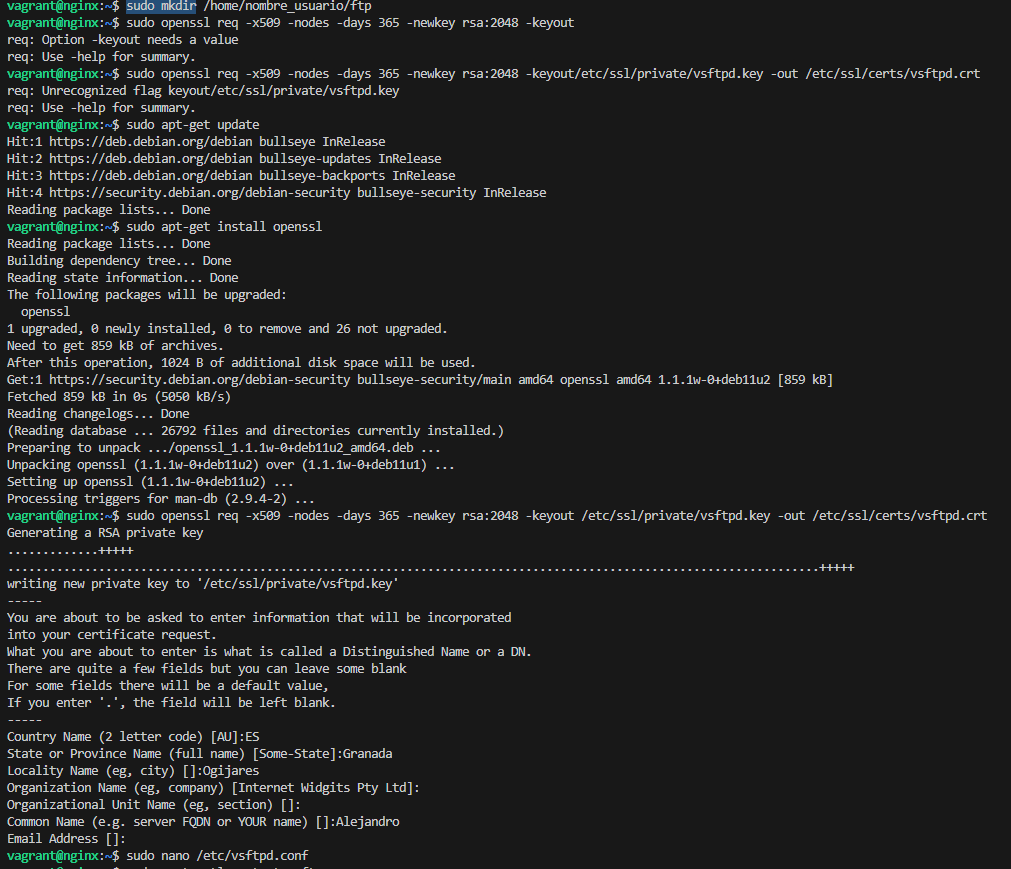 vagrant@nginx:~$ sudo mkdir /home/nombre_usuario/ftp
vagrant@nginx:~$ sudo openssl req -x509 -nodes -days 365 -newkey rsa:2048 -keyout
req: Option -keyout needs a value
req: Use -help for summary.
vagrant@nginx:~$ sudo openssl req -x509 -nodes -days 365 -newkey rsa:2048 -keyout/etc/ssl/private/vsftpd.key -out /etc/ssl/certs/vsftpd.crt
req: Unrecognized flag keyout/etc/ssl/private/vsftpd.key
req: Use -help for summary.
vagrant@nginx:~$ sudo apt-get update
Hit:1 https://deb.debian.org/debian bullseye InRelease
Hit:2 https://deb.debian.org/debian bullseye-updates InRelease
Hit:3 https://deb.debian.org/debian bullseye-backports InRelease
Hit:4 https://security.debian.org/debian-security bullseye-security InRelease
Reading package lists... Done
vagrant@nginx:~$ sudo apt-get install openssl
Reading package lists... Done
Building dependency tree... Done
Reading state information... Done
The following packages will be upgraded:
  openssl
1 upgraded, 0 newly installed, 0 to remove and 26 not upgraded.
Need to get 859 kB of archives.
After this operation, 1024 B of additional disk space will be used.
Get:1 https://security.debian.org/debian-security bullseye-security/main amd64 openssl amd64 1.1.1w-0+deb11u2 [859 kB]
Fetched 859 kB in 0s (5050 kB/s)
Reading changelogs... Done
(Reading database ... 26792 files and directories currently installed.)
Preparing to unpack .../openssl_1.1.1w-0+deb11u2_amd64.deb ...
Unpacking openssl (1.1.1w-0+deb11u2) over (1.1.1w-0+deb11u1) ...
Setting up openssl (1.1.1w-0+deb11u2) ...
Processing triggers for man-db (2.9.4-2) ...
vagrant@nginx:~$ sudo openssl req -x509 -nodes -days 365 -newkey rsa:2048 -keyout /etc/ssl/private/vsftpd.key -out /etc/ssl/certs/vsftpd.crt
Generating a RSA private key
.............+++++
....................................................................................................................+++++
writing new private key to '/etc/ssl/private/vsftpd.key'
-----
You are about to be asked to enter information that will be incorporated
into your certificate request.
What you are about to enter is what is called a Distinguished Name or a DN.
There are quite a few fields but you can leave some blank
For some fields there will be a default value,
If you enter '.', the field will be left blank.
-----
Country Name (2 letter code) [AU]:ES
State or Province Name (full name) [Some-State]:Granada
Locality Name (eg, city) []:Ogijares
Organization Name (eg, company) [Internet Widgits Pty Ltd]:
Organizational Unit Name (eg, section) []:
Common Name (e.g. server FQDN or YOUR name) []:Alejandro
Email Address []:
vagrant@nginx:~$ sudo nano /etc/vsftpd.conf